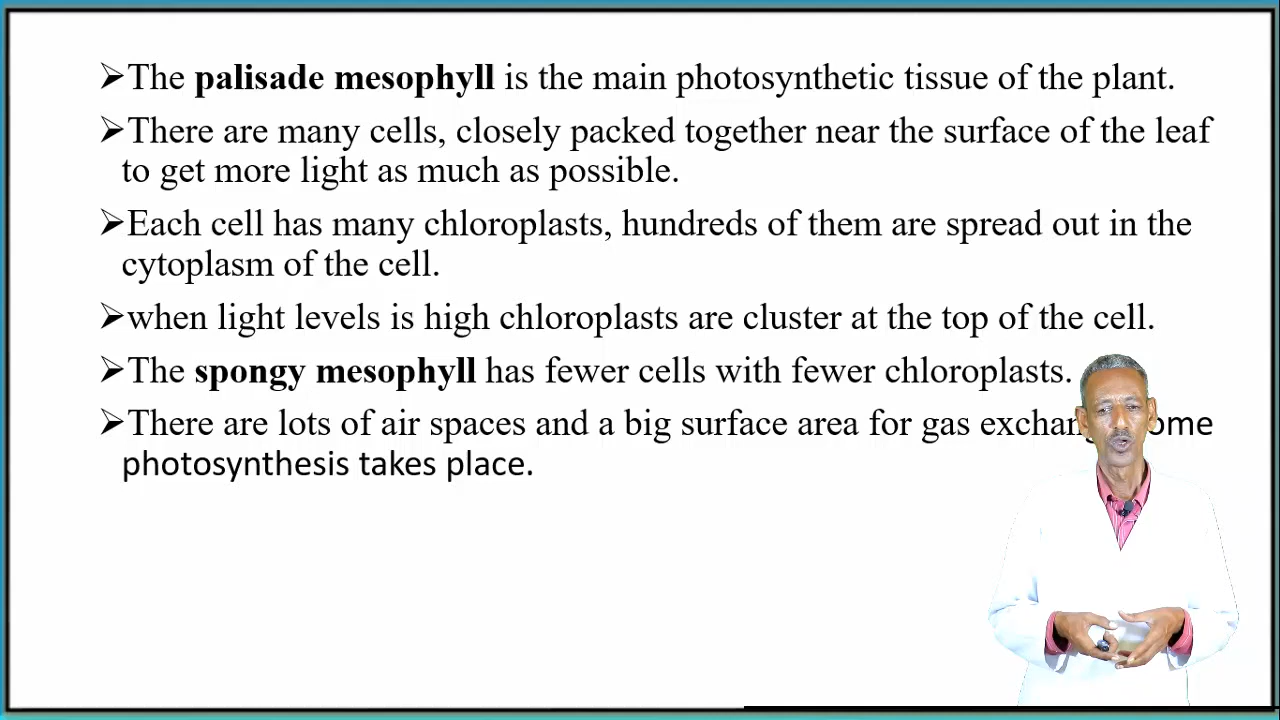 ➢The palisade mesophyll is the main photosynthetic tissue of the plant.
➢There are many cells, closely packed together near the surface of the leaf
to get more light as much as possible.
➢Each cell has many chloroplasts, hundreds of them are spread out in the
cytoplasm of the cell.
➢when light levels is high chloroplasts are cluster at the top of the cell.
➢The spongy mesophyll has fewer cells with fewer chloroplasts.
➢There are lots of air spaces and a big surface area for gas
photosynthesis takes place.